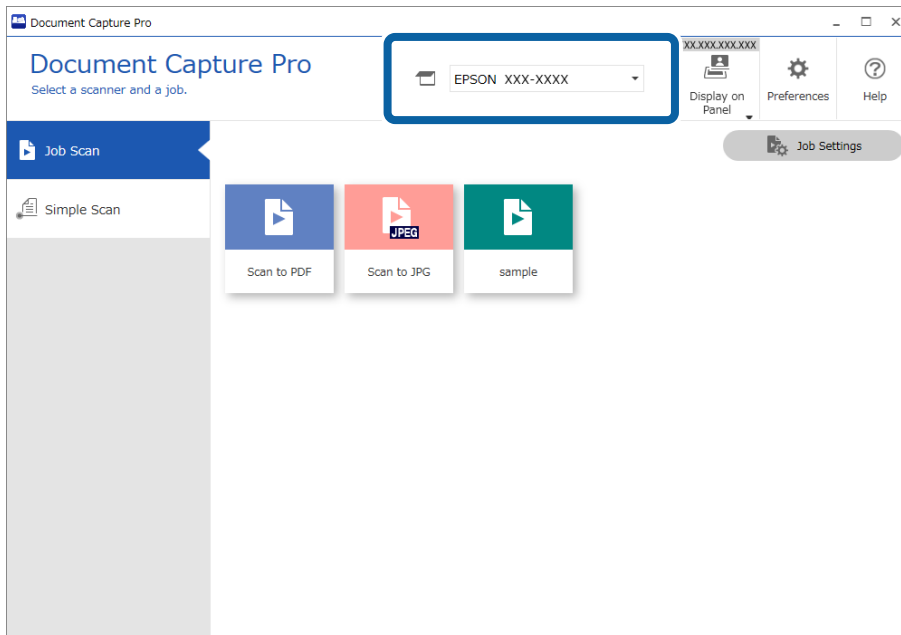 Document Capture Pro
Document Capture Pro
Select a scanner and a job.
EPSON XXX-XXXX
XX.XXX.XXX.XXX
Display on
Panel
Preferences
Help
Job Scan
Job Settings
Simple Scan
JPEG
Scan to PDF
Scan to JPG
sample